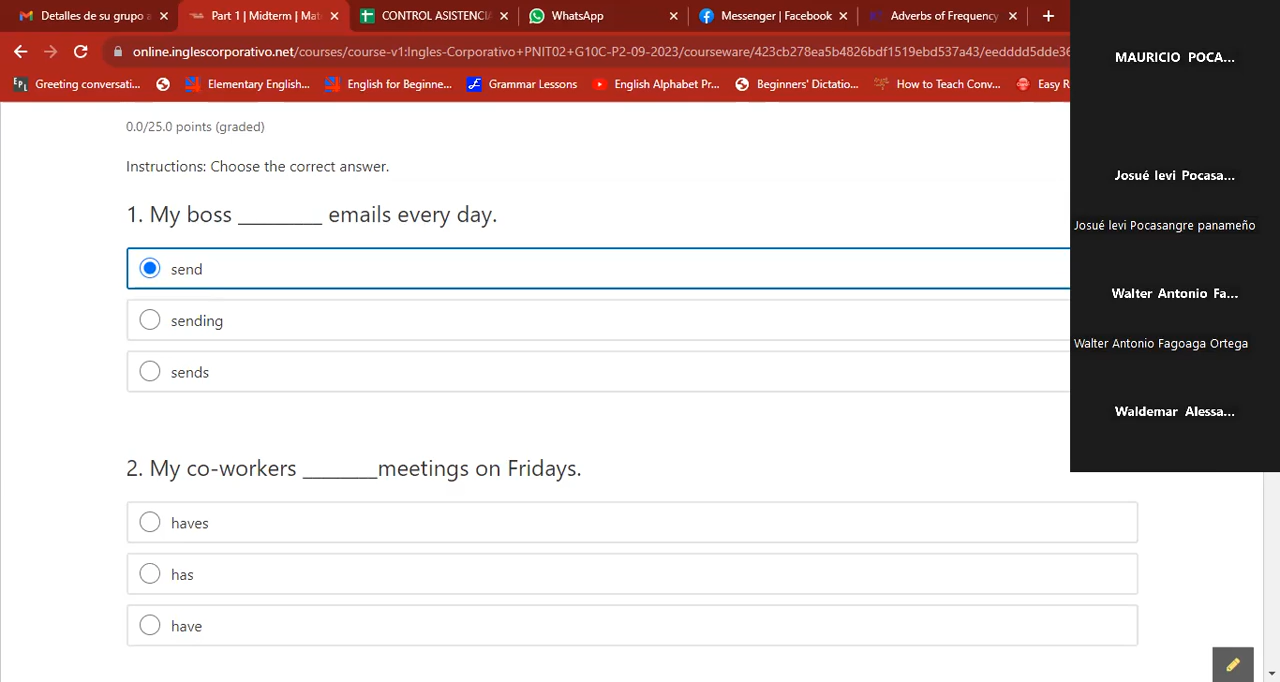 Detalles de su grupo a
Part 1 | Midterm | Mat
CONTROL ASISTENCIA
WhatsApp
Messenger | Facebook
Adverbs of Frequency
online.inglescorporativo.net/courses/course-v1:Ingles-Corporativo+PNIT02+G10C-P2-09-2023/courseware/423cb278ea5b4826bdf1519ebd537a43/eedddd5dde36
Greeting conversati...
Elementary English...
English for Beginne...
Grammar Lessons
English Alphabet Pr...
Beginners' Dictatio...
How to Teach Conv...
Easy R
0.0/25.0 points (graded)
Instructions: Choose the correct answer.
1. My boss ________ emails every day.
send
sending
sends
2. My co-workers _______meetings on Fridays.
haves
has
have
MAURICIO POCA...
Josué levi Pocasa...
Josué levi Pocasangre panameño
Walter Antonio Fa...
Walter Antonio Fagoaga Ortega
Waldemar Alessa...